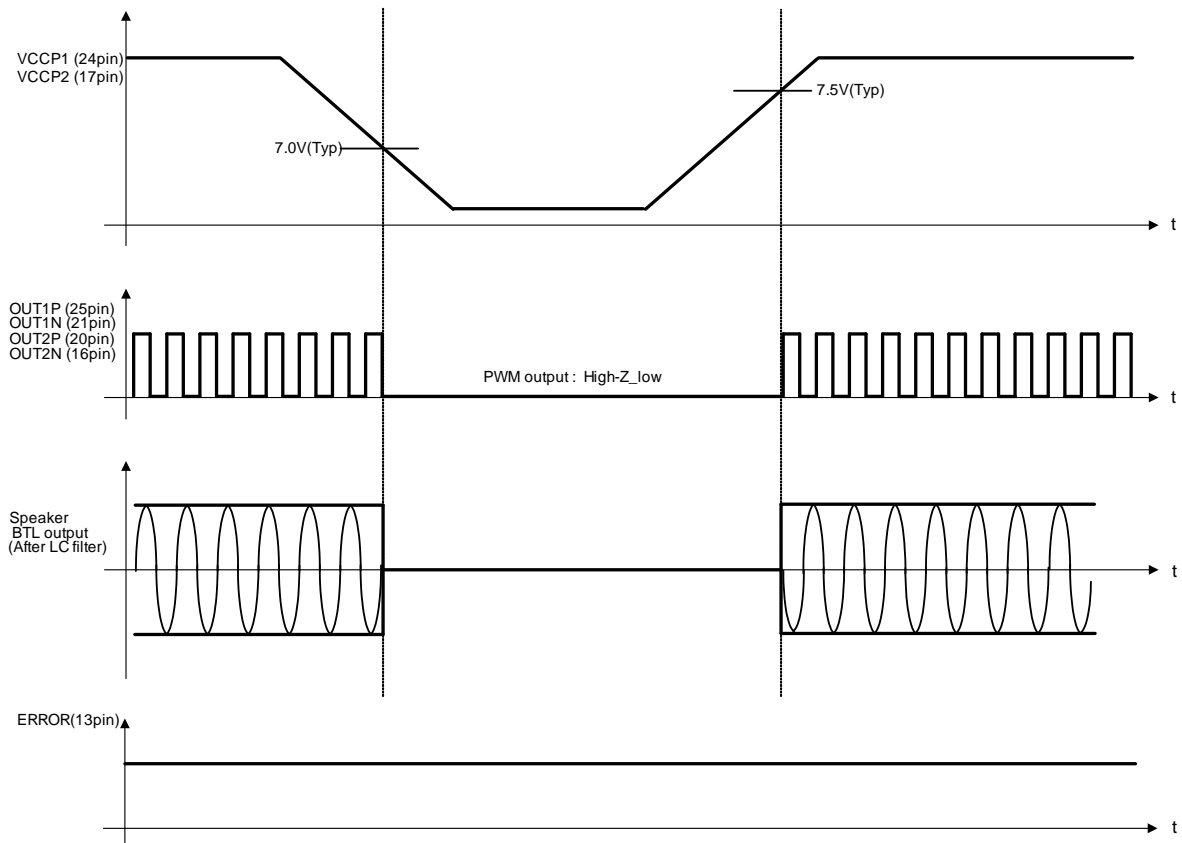 VCCP1 (24pin)
VCCP2 (17pin)
7.5V(Typ)
7.0V(Typ)
t
OUT1P (25pin)
OUT1N (21pin)
OUT2P (20pin)
OUT2N (16pin)
PWM output : High-Z_low
t
Speaker
BTL output
(After LC filter)
t
ERROR(13pin)
t